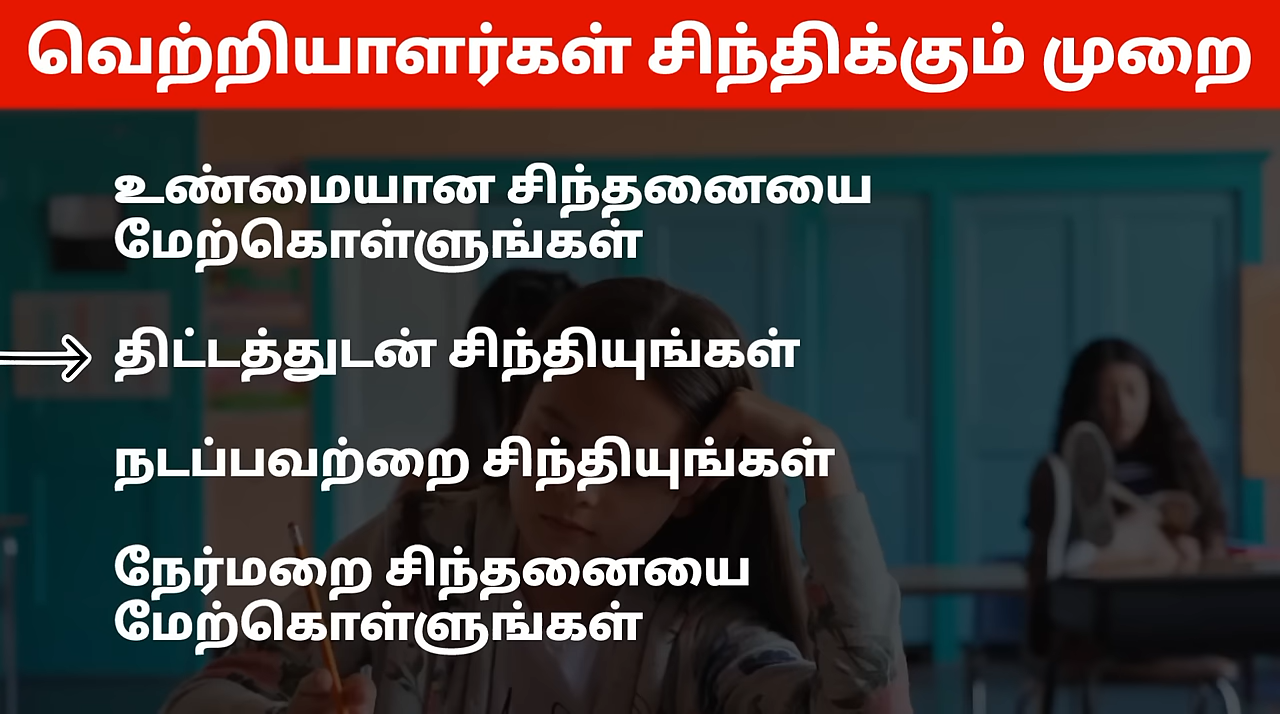 வெற்றியாளர்கள் சிந்திக்கும் முறை
உண்மையான சிந்தனையை
மேற்கொள்ளுங்கள்
திட்டத்துடன் சிந்தியுங்கள்
நடப்பவற்றை சிந்தியுங்கள்
நேர்மறை சிந்தனையை
மேற்கொள்ளுங்கள்